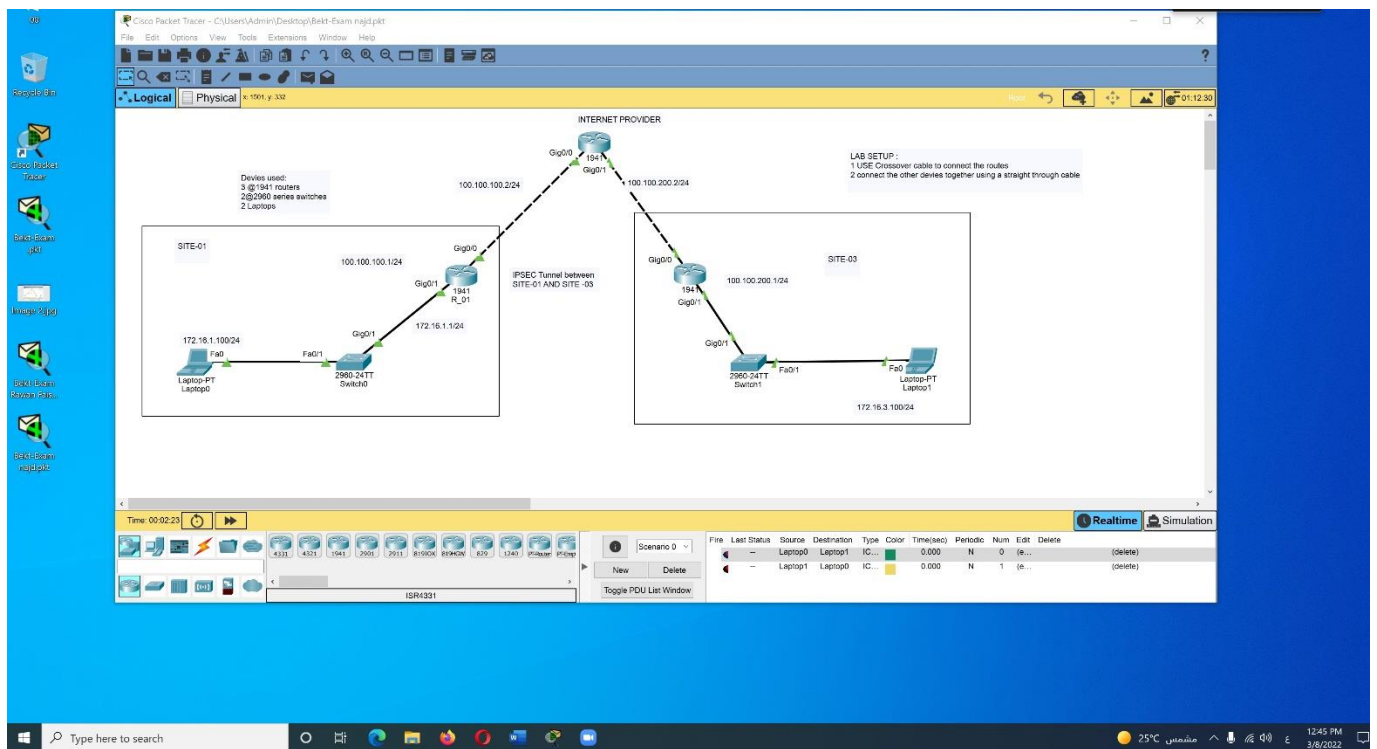 Cisco Packet Tracer - C:\Users\Admin\Desktop\Bekt-Exam najd.pkt
File Edit Options View Tools Extensions Window Help
?
Logical Physical x: 1501, y: 332
Root 01:12:30
INTERNET PROVIDER
Gig0/0
1941
Gig0/1
100.100.100.2/24
100.100.200.2/24
Devies used:
3 @1941 routers
2@2960 series switches
2 Laptops
LAB SETUP :
1 USE Crossover cable to connect the routes
2 connect the other devies together using a straight through cable
SITE-01
100.100.100.1/24
Gig0/0
Gig0/1
1941
R_01
172.16.1.1/24
Gig0/1
172.16.1.100/24
Fa0
Fa0/1
Laptop-PT
Laptop0
2960-24TT
Switch0
IPSEC Tunnel between
SITE-01 AND SITE -03
SITE-03
Gig0/0
1941
Gig0/1
100.100.200.1/24
Gig0/1
2960-24TT
Switch1
Fa0/1
Fa0
Laptop-PT
Laptop1
172.16.3.100/24
Time: 00:02:23
Realtime Simulation
4331 4321 1941 2901 2911 819IOX 819HGW 829 1240 PT-Router PT-Emp
ISR4331
Scenario 0
New Delete
Toggle PDU List Window
Fire Last Status Source Destination Type Color Time(sec) Periodic Num Edit Delete
-- Laptop0 Laptop1 IC... 0.000 N 0 (e... (delete)
-- Laptop1 Laptop0 IC... 0.000 N 1 (e... (delete)
Recycle Bin
Cisco Packet
Tracer
Bekt-Exam
.pkt
Image 2.jpg
Bekt-Exam
Rawan Fais...
Bekt-Exam
najd.pkt
Type here to search
25°C مشمس
ع
12:45 PM
3/8/2022